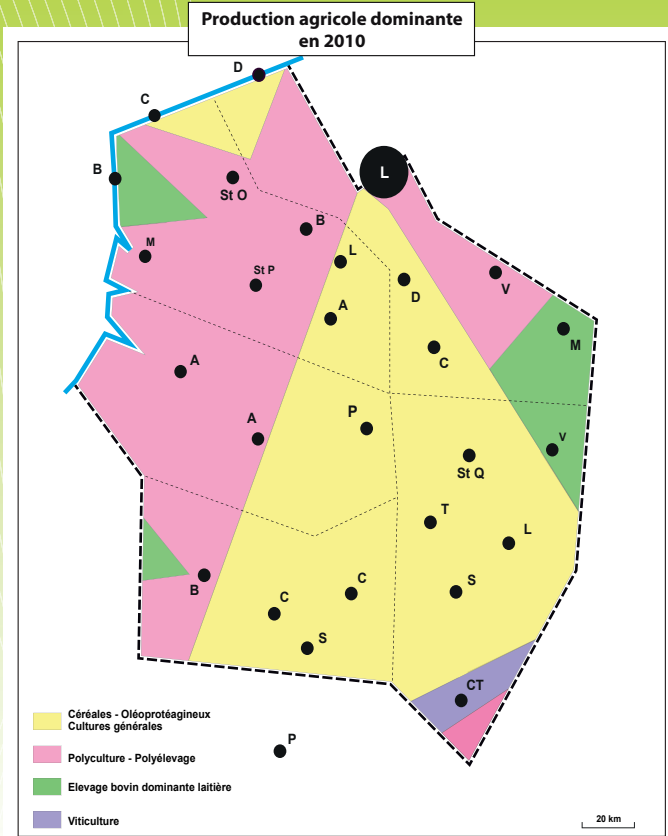 Production agricole dominante
en 2010
D
C
L
B
St O
B
M
L
V
St P
D
A
M
C
A
P
A
V
St Q
T
L
B
C
C
S
S
CT
P
Céréales - Oléoprotéagineux
Cultures générales
Polyculture - Polyélevage
Elevage bovin dominante laitière
Viticulture
20 km